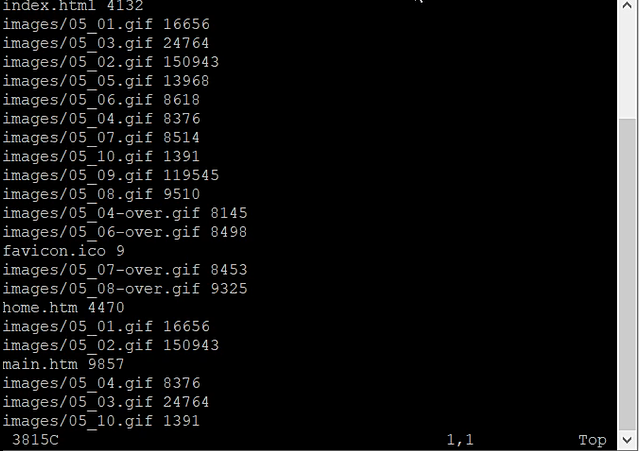 index.html 4132
images/05_01.gif 16656
images/05_03.gif 24764
images/05_02.gif 150943
images/05_05.gif 13968
images/05_06.gif 8618
images/05_04.gif 8376
images/05_07.gif 8514
images/05_10.gif 1391
images/05_09.gif 119545
images/05_08.gif 9510
images/05_04-over.gif 8145
images/05_06-over.gif 8498
favicon.ico 9
images/05_07-over.gif 8453
images/05_08-over.gif 9325
home.htm 4470
images/05_01.gif 16656
images/05_02.gif 150943
main.htm 9857
images/05_04.gif 8376
images/05_03.gif 24764
images/05_10.gif 1391
3815C 1,1 Top